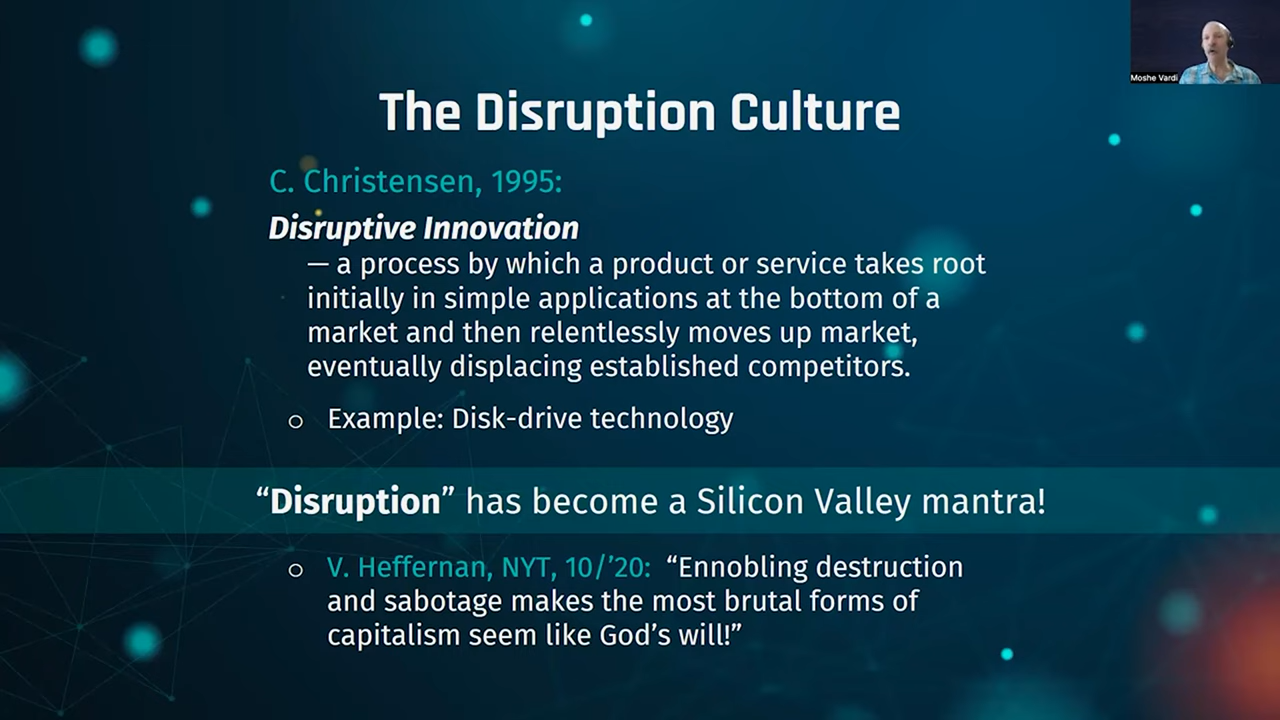 Moshe Vardi
The Disruption Culture
C. Christensen, 1995:
Disruptive Innovation
— a process by which a product or service takes root
initially in simple applications at the bottom of a
market and then relentlessly moves up market,
eventually displacing established competitors.
o Example: Disk-drive technology
“Disruption” has become a Silicon Valley mantra!
o V. Heffernan, NYT, 10/’20: “Ennobling destruction
and sabotage makes the most brutal forms of
capitalism seem like God’s will!”